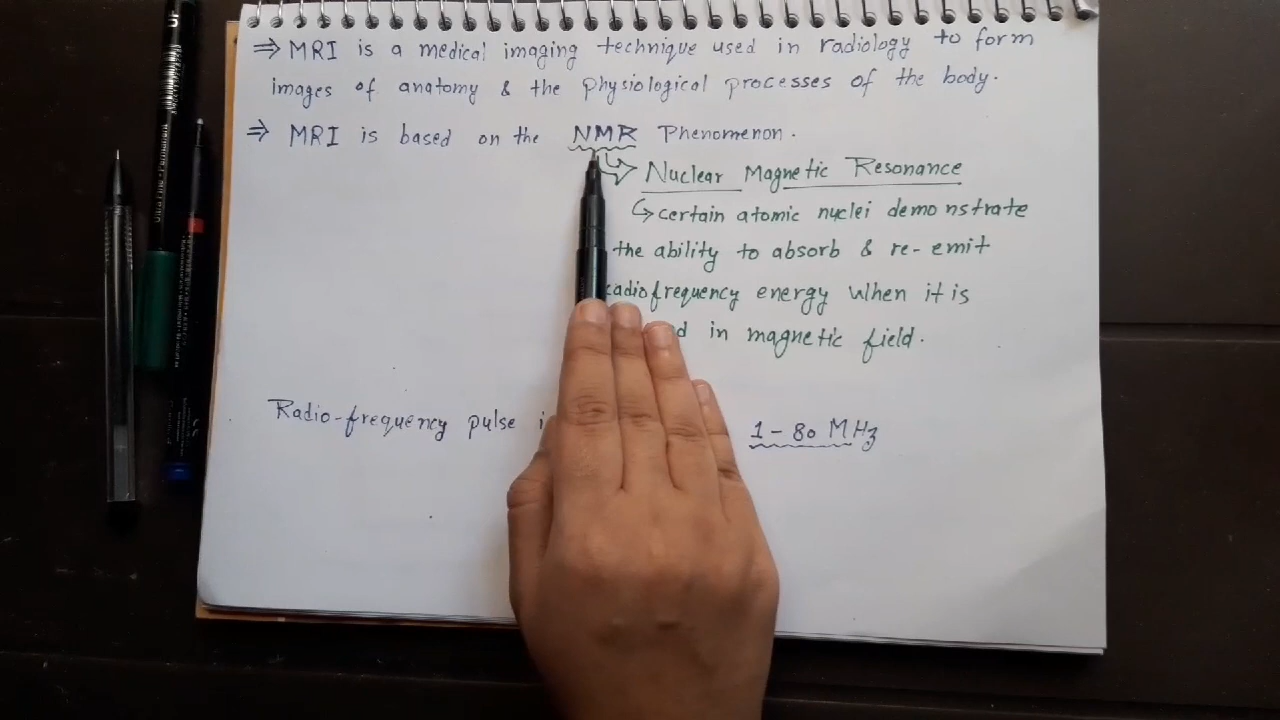 ⇒ MRI is a medical imaging technique used in radiology to form
images of anatomy & the physiological processes of the body.
⇒ MRI is based on the NMR Phenomenon.
Nuclear Magnetic Resonance
certain atomic nuclei demonstrate
the ability to absorb & re-emit
radiofrequency energy when it is
in magnetic field.
Radio-frequency pulse
1-80 MHz